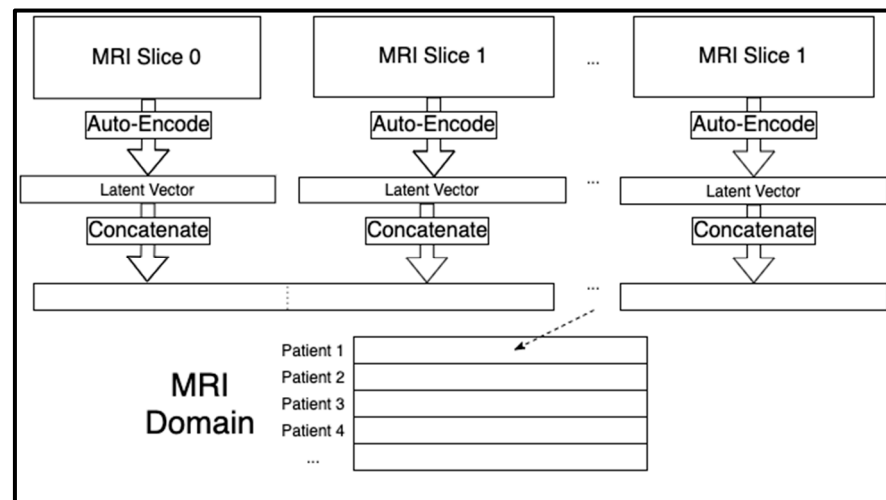 MRI Slice 0
MRI Slice 1
...
MRI Slice 1
Auto-Encode
Auto-Encode
Auto-Encode
Latent Vector
Latent Vector
...
Latent Vector
Concatenate
Concatenate
Concatenate
...
MRI
Domain
Patient 1
Patient 2
Patient 3
Patient 4
...